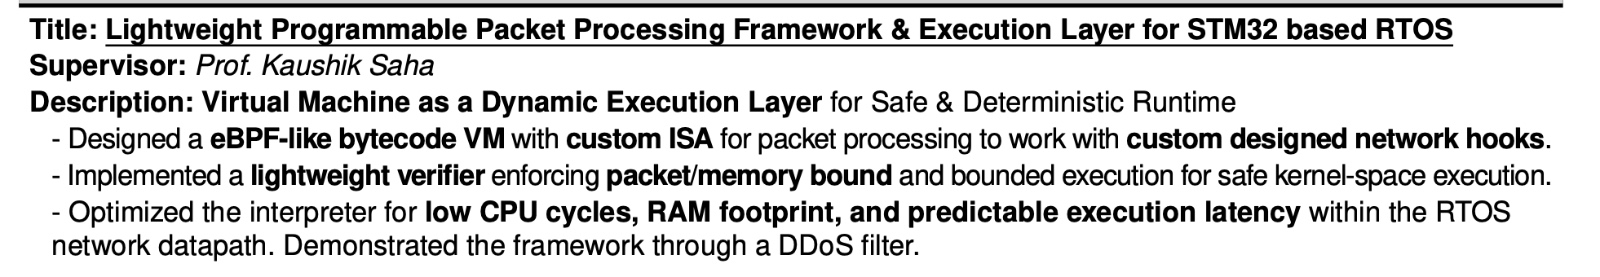 Title: Lightweight Programmable Packet Processing Framework & Execution Layer for STM32 based RTOS
Supervisor: Prof. Kaushik Saha
Description: Virtual Machine as a Dynamic Execution Layer for Safe & Deterministic Runtime
- Designed a eBPF-like bytecode VM with custom ISA for packet processing to work with custom designed network hooks.
- Implemented a lightweight verifier enforcing packet/memory bound and bounded execution for safe kernel-space execution.
- Optimized the interpreter for low CPU cycles, RAM footprint, and predictable execution latency within the RTOS
network datapath. Demonstrated the framework through a DDoS filter.